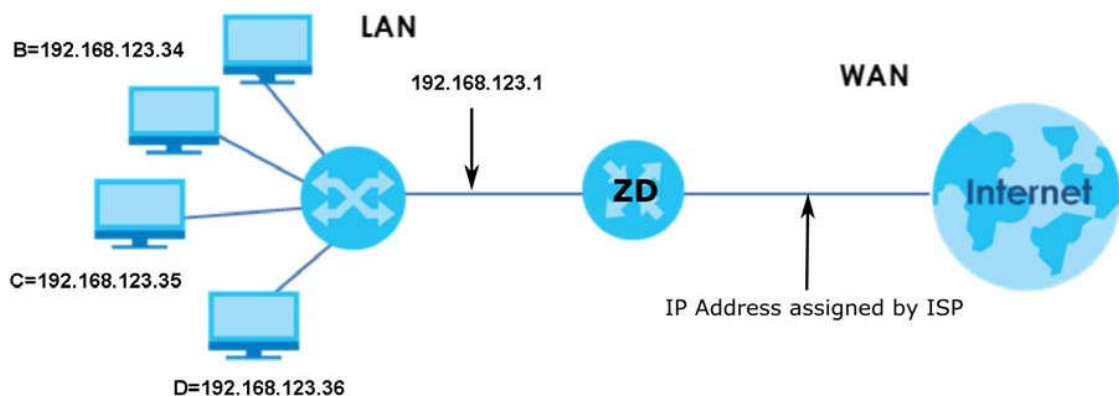 LAN
B=192.168.123.34
192.168.123.1
WAN
ZD
Internet
C=192.168.123.35
IP Address assigned by ISP
D=192.168.123.36